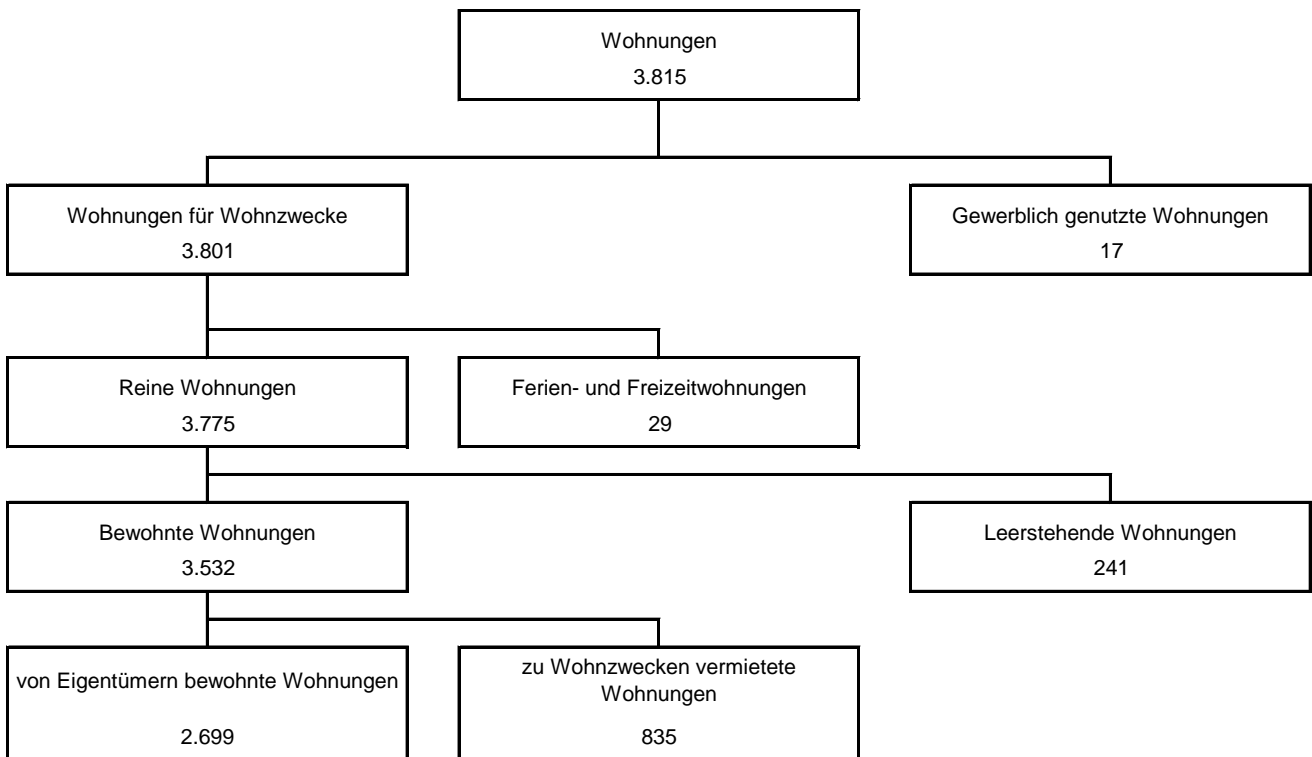 Wohnungen
3.815
Wohnungen für Wohnzwecke
3.801
Gewerblich genutzte Wohnungen
17
Reine Wohnungen
3.775
Ferien- und Freizeitwohnungen
29
Bewohnte Wohnungen
3.532
Leerstehende Wohnungen
241
von Eigentümern bewohnte Wohnungen
2.699
zu Wohnzwecken vermietete
Wohnungen
835